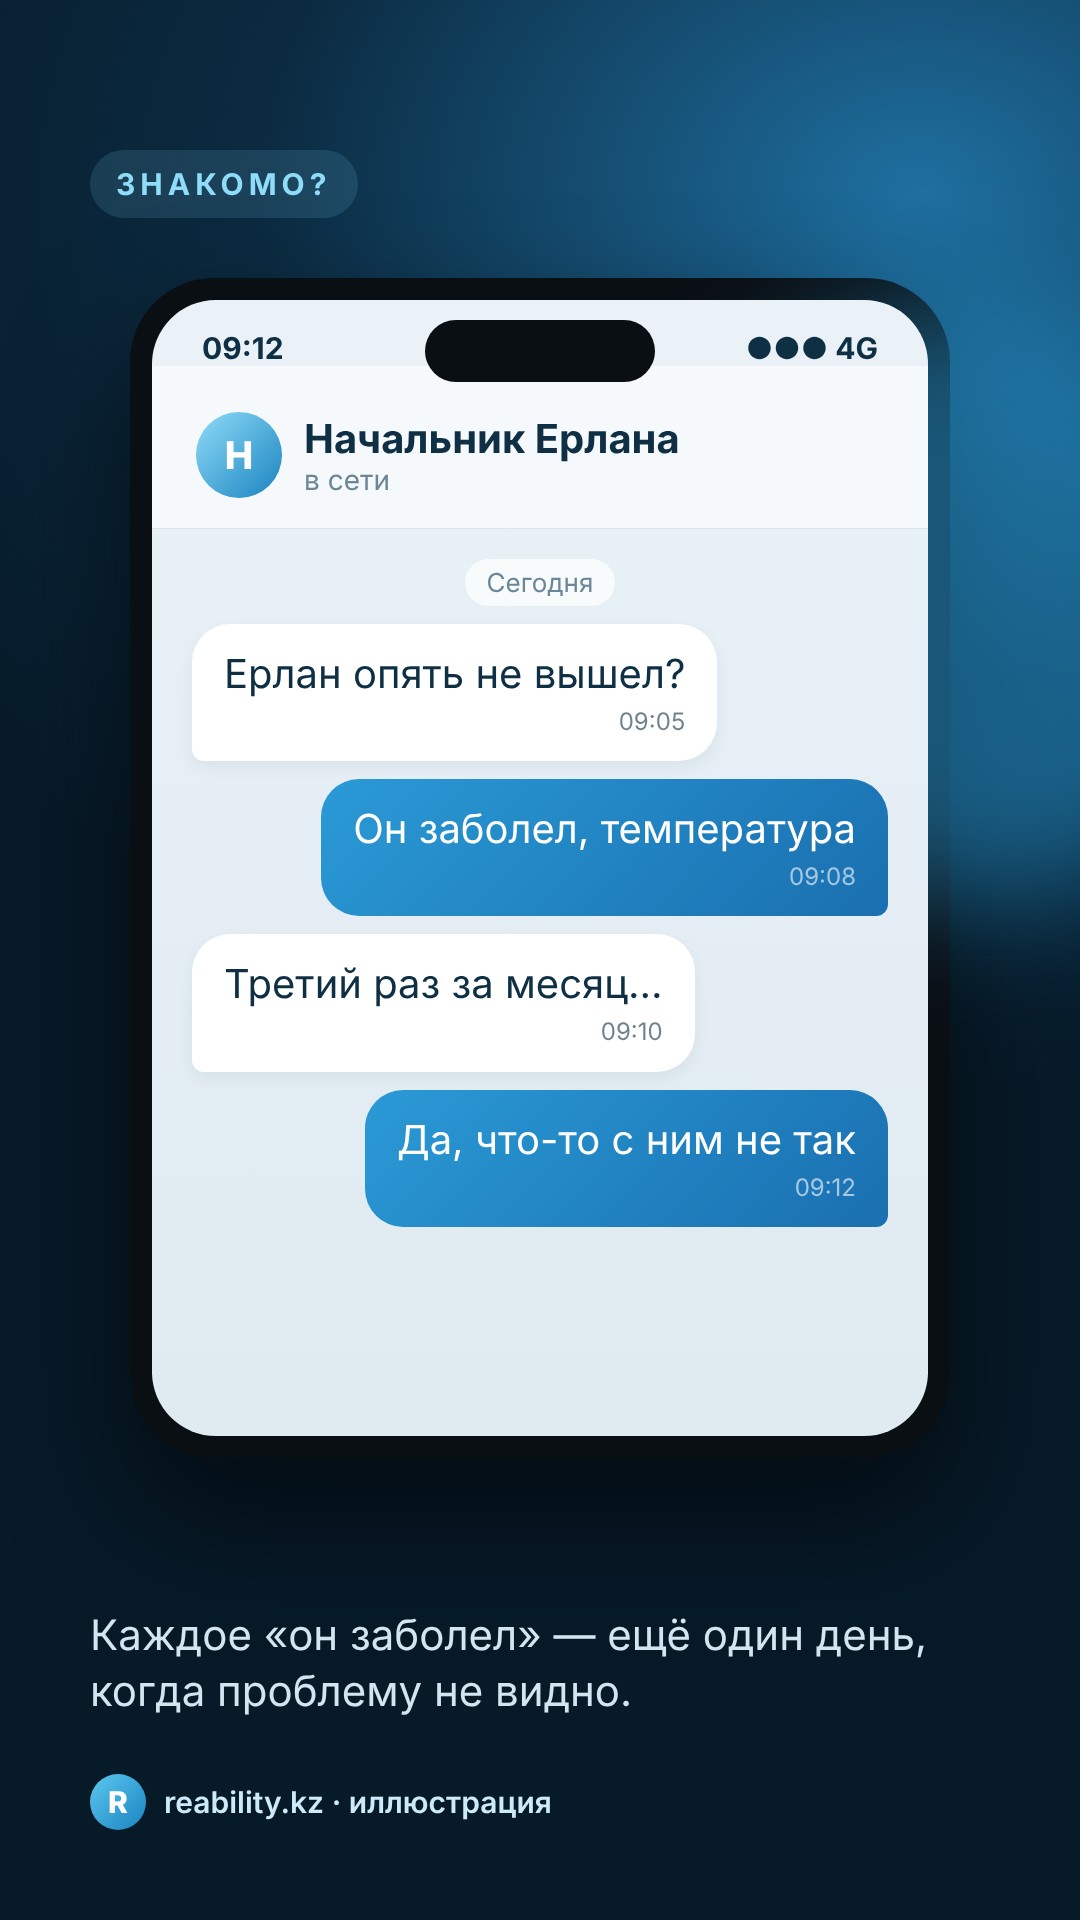 ЗНАКОМО?
09:12
4G
Н
Начальник Ерлана
в сети
Сегодня
Ерлан опять не вышел?
09:05
Он заболел, температура
09:08
Третий раз за месяц...
09:10
Да, что-то с ним не так
09:12
Каждое «он заболел» — ещё один день,
когда проблему не видно.
R
reability.kz · иллюстрация